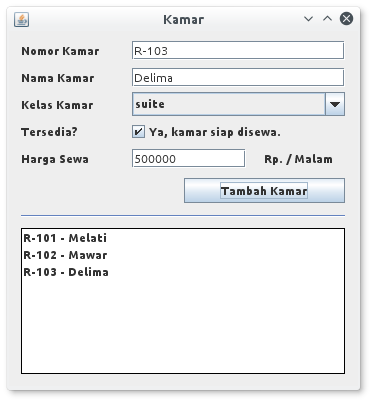 Kamar
Nomor Kamar R-103
Nama Kamar Delima
Kelas Kamar suite
Tersedia? Ya, kamar siap disewa.
Harga Sewa 500000 Rp. / Malam
Tambah Kamar
R-101 - Melati
R-102 - Mawar
R-103 - Delima